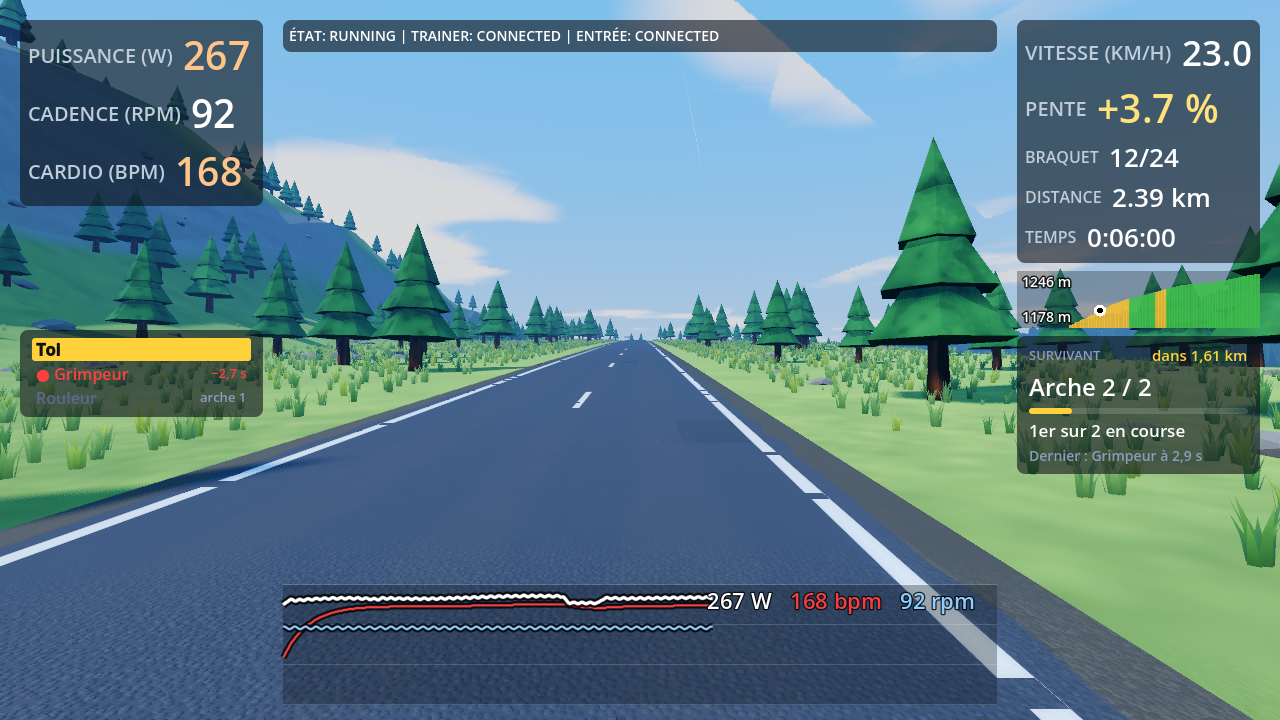 PUISSANCE (W) 267
CADENCE (RPM) 92
CARDIO (BPM) 168
ÉTAT: RUNNING | TRAINER: CONNECTED | ENTRÉE: CONNECTED
VITESSE (KM/H) 23.0
PENTE +3.7 %
BRAQUET 12/24
DISTANCE 2.39 km
TEMPS 0:06:00
1246 m
1178 m
Toi
Grimpeur −2,7 s
Rouleur arche 1
SURVIVANT dans 1,61 km
Arche 2 / 2
1er sur 2 en course
Dernier : Grimpeur à 2,9 s
267 W 168 bpm 92 rpm